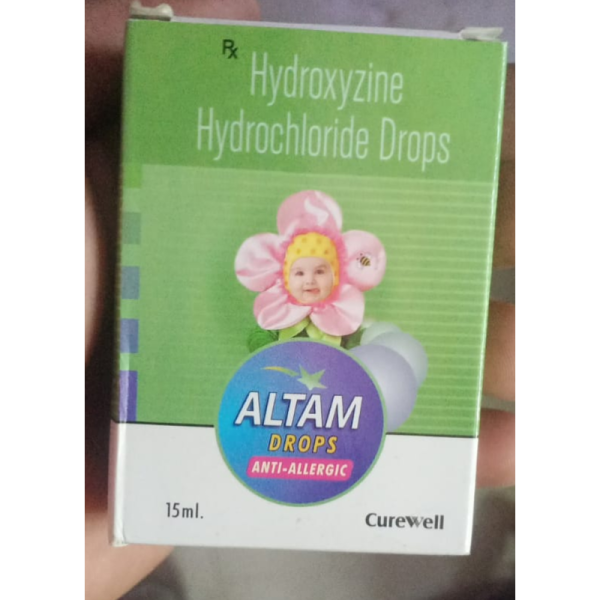 Rx
Hydroxyzine
Hydrochloride Drops
ALTAM
DROPS
ANTI-ALLERGIC
15ml.
Curewell